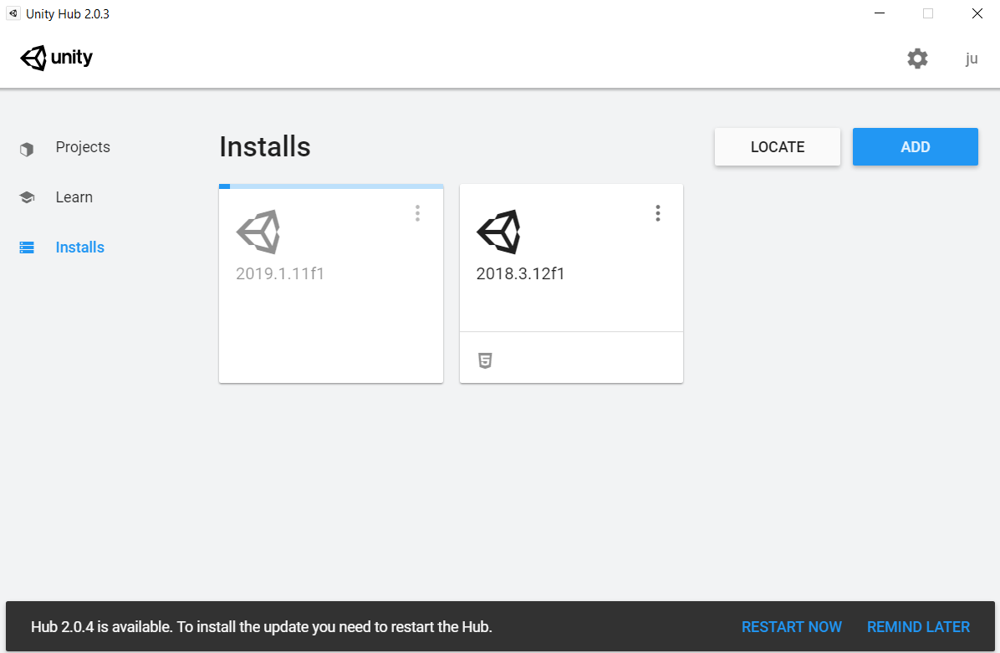 Unity Hub 2.0.3
unity
ju
Projects
Learn
Installs
Installs
LOCATE
ADD
2019.1.11f1
2018.3.12f1
5
Hub 2.0.4 is available. To install the update you need to restart the Hub.
RESTART NOW
REMIND LATER